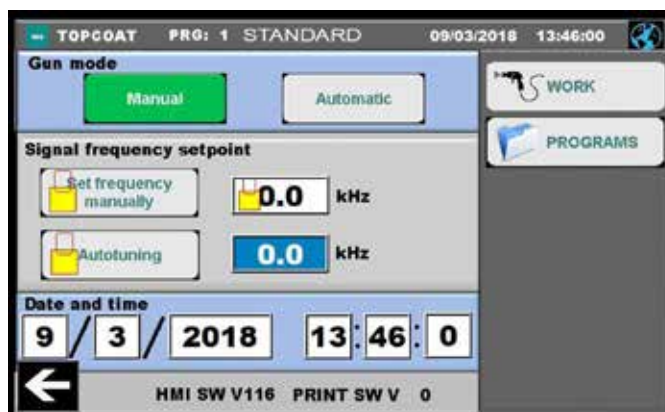 TOPCOAT PRG: 1 STANDARD 09/03/2018 13:46:00
Gun mode
Manual Automatic
WORK
PROGRAMS
Signal frequency setpoint
Set frequency manually
0.0 kHz
Autotuning
0.0 kHz
Date and time
9 / 3 / 2018 13 : 46 : 0
HMI SW V116 PRINT SW V 0